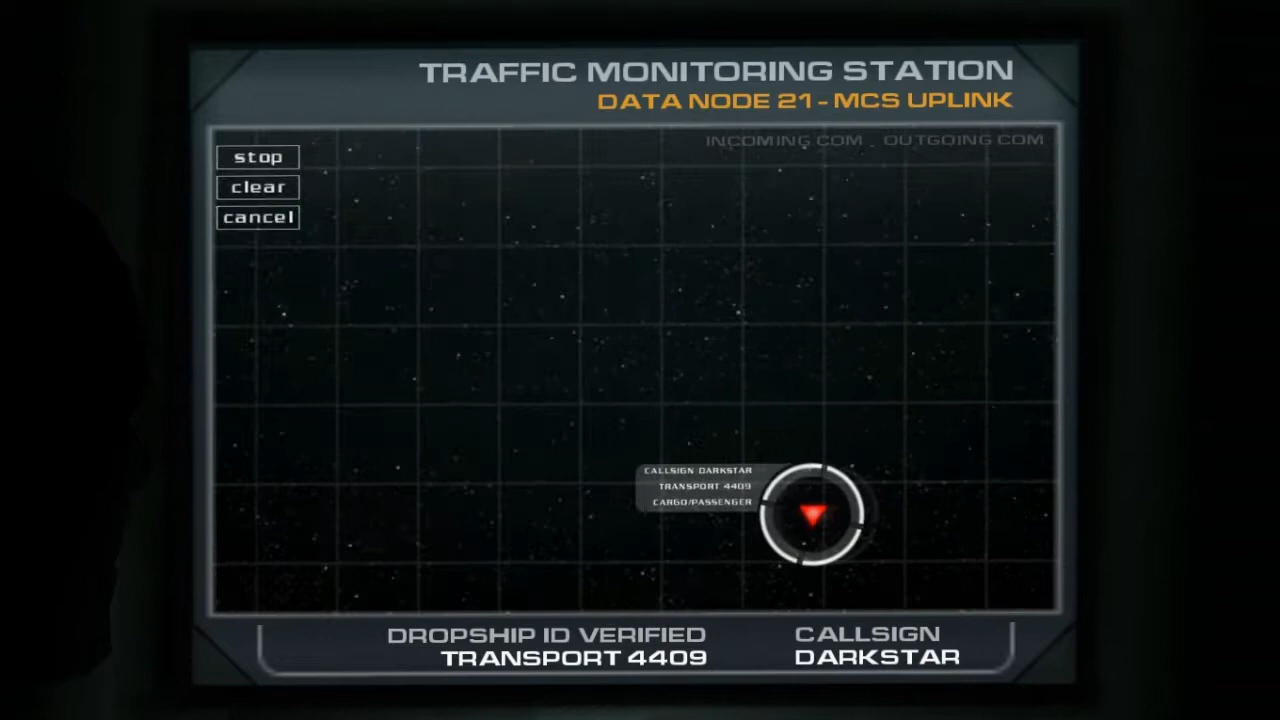 TRAFFIC MONITORING STATION
DATA NODE 21 - MCS UPLINK
INCOMING.COM OUTGOING COM
stop
clear
cancel
CALLSIGN DARKSTAR
TRANSPORT 4409
CARGO/PASSENGER
DROPSHIP ID VERIFIED
TRANSPORT 4409
CALLSIGN
DARKSTAR